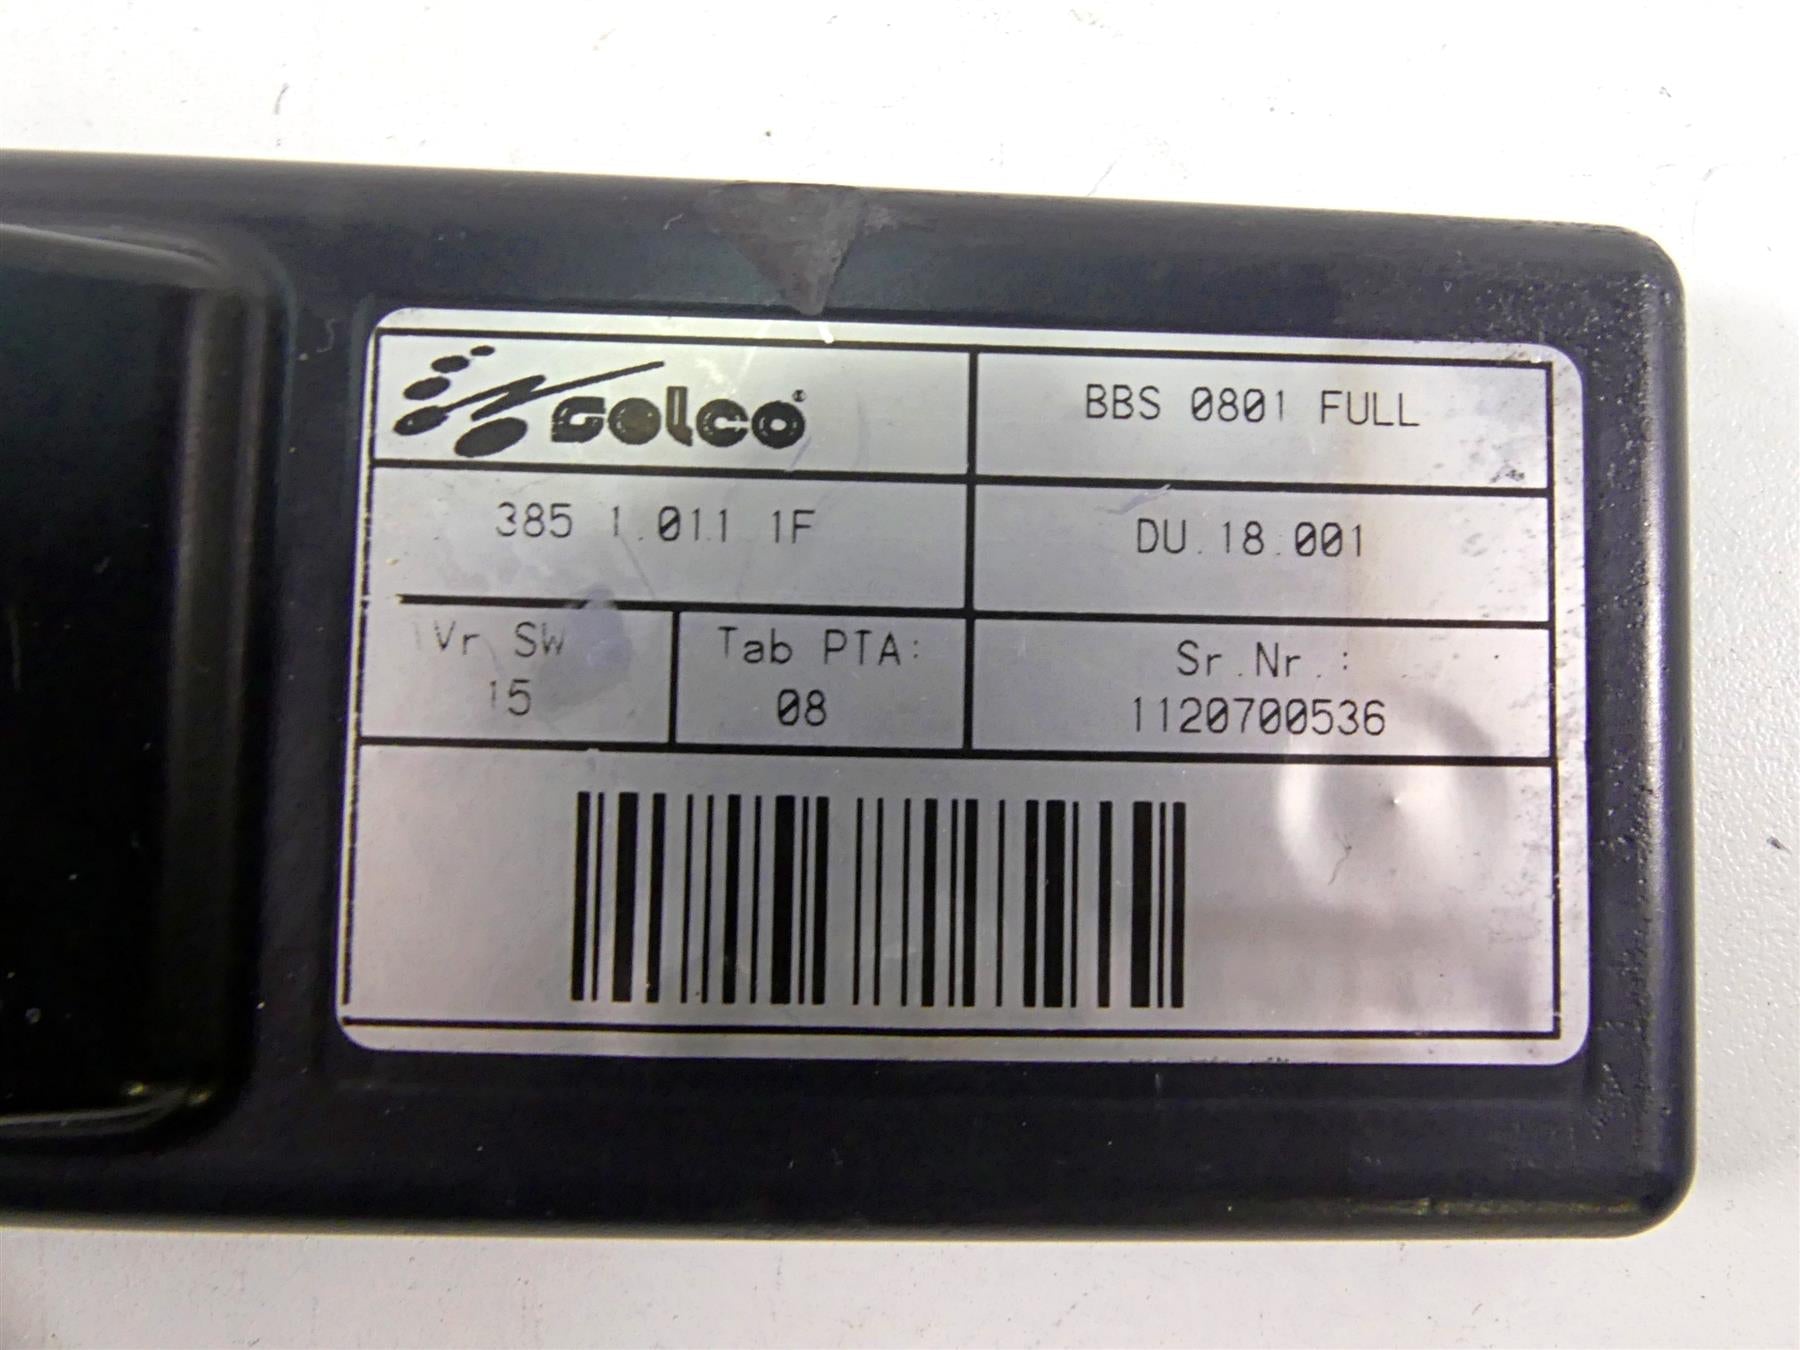 solco®
BBS 0801 FULL
385 1.011 1F
DU.18.001
Vr SW
15
Tab PTA:
08
Sr.Nr.:
1120700536